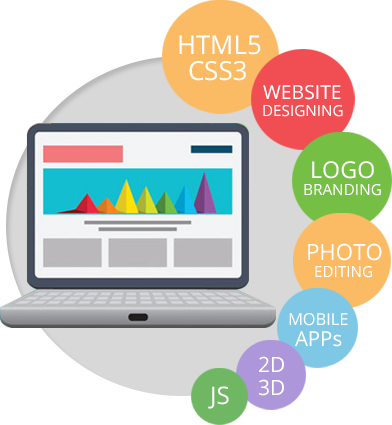 HTML5
CSS3
WEBSITE
DESIGNING
LOGO
BRANDING
PHOTO
EDITING
MOBILE
APPs
2D
3D
JS